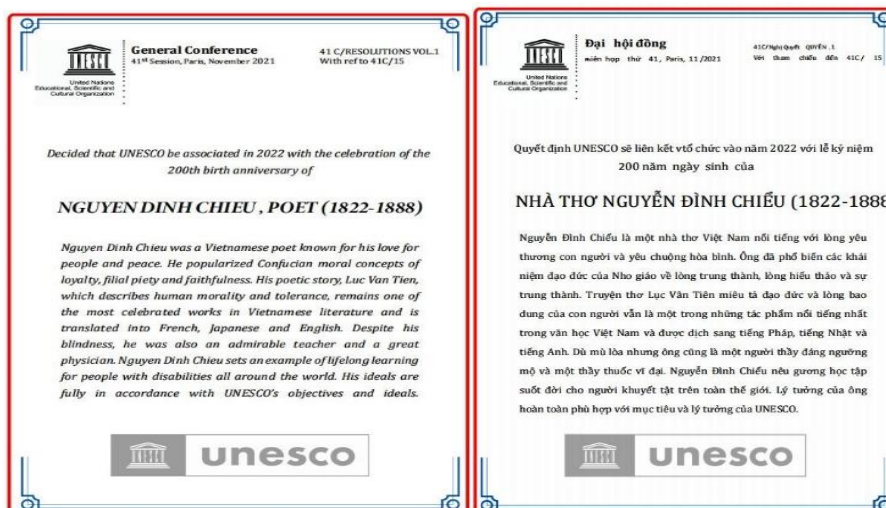 General Conference
41st Session, Paris, November 2021
41 C/RESOLUTIONS VOL.1
With ref to 41C/15
United Nations
Educational, Scientific and
Cultural Organization
Decided that UNESCO be associated in 2022 with the celebration of the
200th birth anniversary of
NGUYEN DINH CHIEU , POET (1822-1888)
Nguyen Dinh Chieu was a Vietnamese poet known for his love for
people and peace. He popularized Confucian moral concepts of
loyalty, filial piety and faithfulness. His poetic story, Luc Van Tien,
which describes human morality and tolerance, remains one of
the most celebrated works in Vietnamese literature and is
translated into French, Japanese and English. Despite his
blindness, he was also an admirable teacher and a great
physician. Nguyen Dinh Chieu sets an example of lifelong learning
for people with disabilities all around the world. His ideals are
fully in accordance with UNESCO's objectives and ideals.
unesco
Đại hội đồng
miên họp thứ 41, Paris, 11/2021
41C/Nghị Quyết QUYỂN .1
Với tham chiếu đến 41C/ 15
United Nations
Educational, Scientific and
Cultural Organization
Quyết định UNESCO sẽ liên kết vtổ chức vào năm 2022 với lễ kỷ niệm
200 năm ngày sinh của
NHÀ THƠ NGUYỄN ĐÌNH CHIỂU (1822-1888
Nguyễn Đình Chiểu là một nhà thơ Việt Nam nổi tiếng với lòng yêu
thương con người và yêu chuộng hòa bình. Ông đã phổ biến các khái
niệm đạo đức của Nho giáo về lòng trung thành, lòng hiếu thảo và sự
trung thành. Truyện thơ Lục Vân Tiên miêu tả đạo đức và lòng bao
dung của con người vẫn là một trong những tác phẩm nổi tiếng nhất
trong văn học Việt Nam và được dịch sang tiếng Pháp, tiếng Nhật và
tiếng Anh. Dù mù lòa nhưng ông cũng là một người thầy đáng ngưỡng
mộ và một thầy thuốc vĩ đại. Nguyễn Đình Chiểu nêu gương học tập
suốt đời cho người khuyết tật trên toàn thế giới. Lý tưởng của ông
hoàn toàn phù hợp với mục tiêu và lý tưởng của UNESCO.
unesco